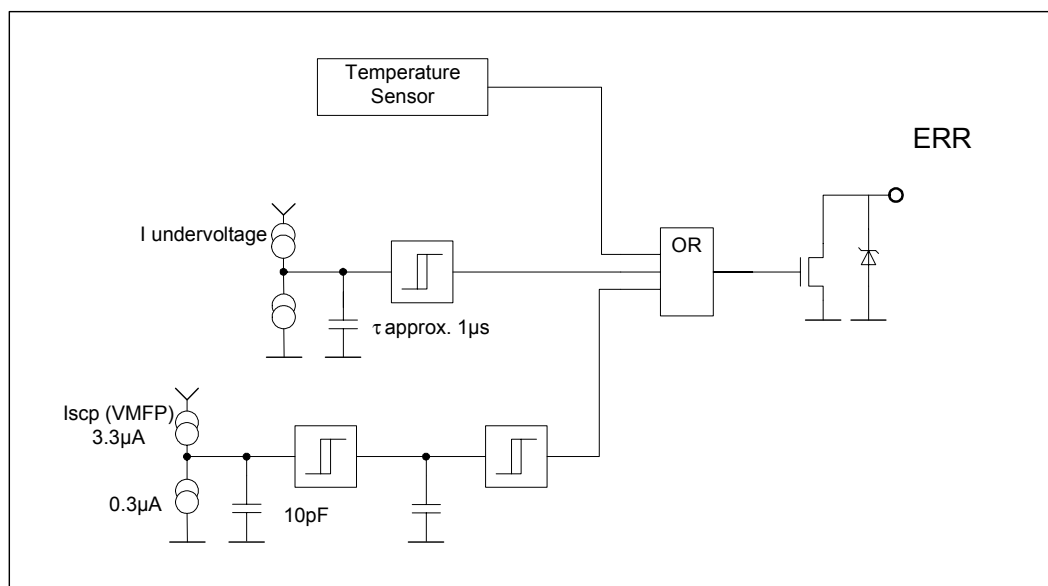 Temperature
Sensor
ERR
I undervoltage
OR
τ approx. 1µs
Iscp (VMFP)
3.3µA
0.3µA
10pF